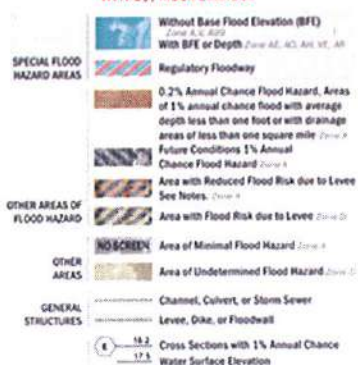 Without Base Flood Elevation (BFE)
Zone A, V, A99
With BFE or Depth Zone AE, AO, AH, VE, AR
SPECIAL FLOOD
HAZARD AREAS
Regulatory Floodway
0.2% Annual Chance Flood Hazard, Areas
of 1% annual chance flood with average
depth less than one foot or with drainage
areas of less than one square mile Zone X
Future Conditions 1% Annual
Chance Flood Hazard Zone X
Area with Reduced Flood Risk due to Levee
See Notes. Zone X
OTHER AREAS OF
FLOOD HAZARD
Area with Flood Risk due to Levee Zone D
NO SCREEN Area of Minimal Flood Hazard Zone X
OTHER
AREAS
Area of Undetermined Flood Hazard Zone D
GENERAL
STRUCTURES
Channel, Culvert, or Storm Sewer
Levee, Dike, or Floodwall
18.2 Cross Sections with 1% Annual Chance
17.5 Water Surface Elevation